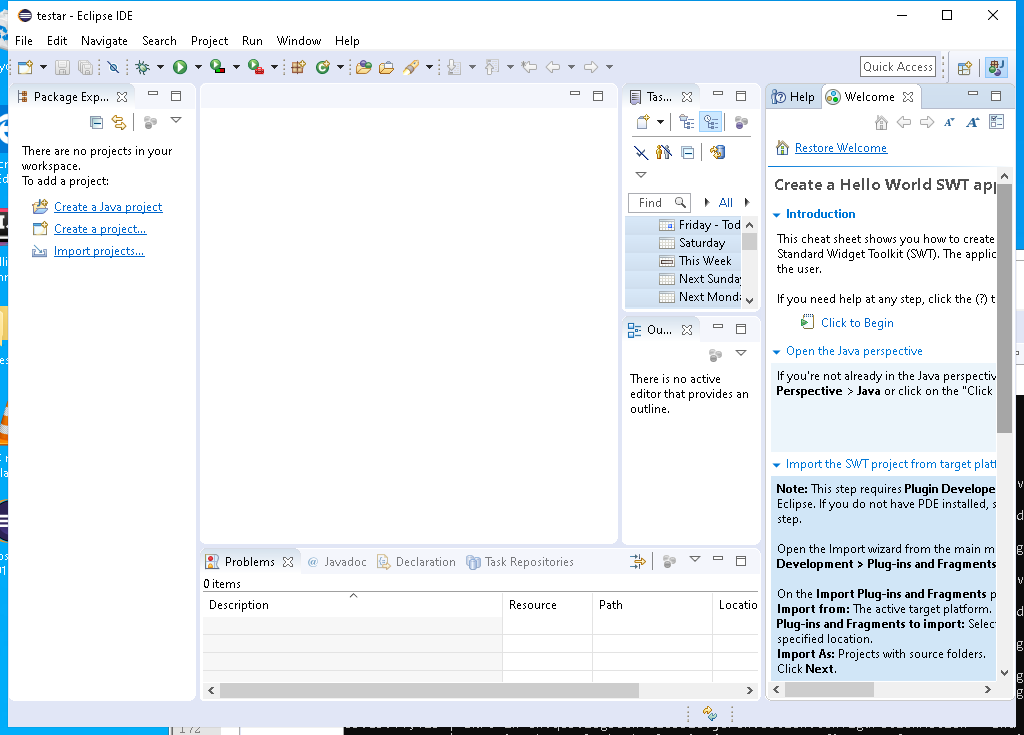 testar - Eclipse IDE
File Edit Navigate Search Project Run Window Help
Quick Access
Package Exp...
There are no projects in your
workspace.
To add a project:
Create a Java project
Create a project...
Import projects...
Tas...
Find
All
Friday - Tod
Saturday
This Week
Next Sunda
Next Monda
Ou...
There is no active
editor that provides an
outline.
Help Welcome
Restore Welcome
Create a Hello World SWT app
Introduction
This cheat sheet shows you how to create
Standard Widget Toolkit (SWT). The applic
the user.
If you need help at any step, click the (?) t
Click to Begin
Open the Java perspective
If you're not already in the Java perspectiv
Perspective > Java or click on the "Click
Import the SWT project from target platf
Note: This step requires Plugin Develope
Eclipse. If you do not have PDE installed, s
step.
Open the Import wizard from the main m
Development > Plug-ins and Fragments
On the Import Plug-ins and Fragments p
Import from: The active target platform.
Plug-ins and Fragments to import: Selec
specified location.
Import As: Projects with source folders.
Click Next.
Problems @ Javadoc Declaration Task Repositories
0 items
Description Resource Path Locatio
172